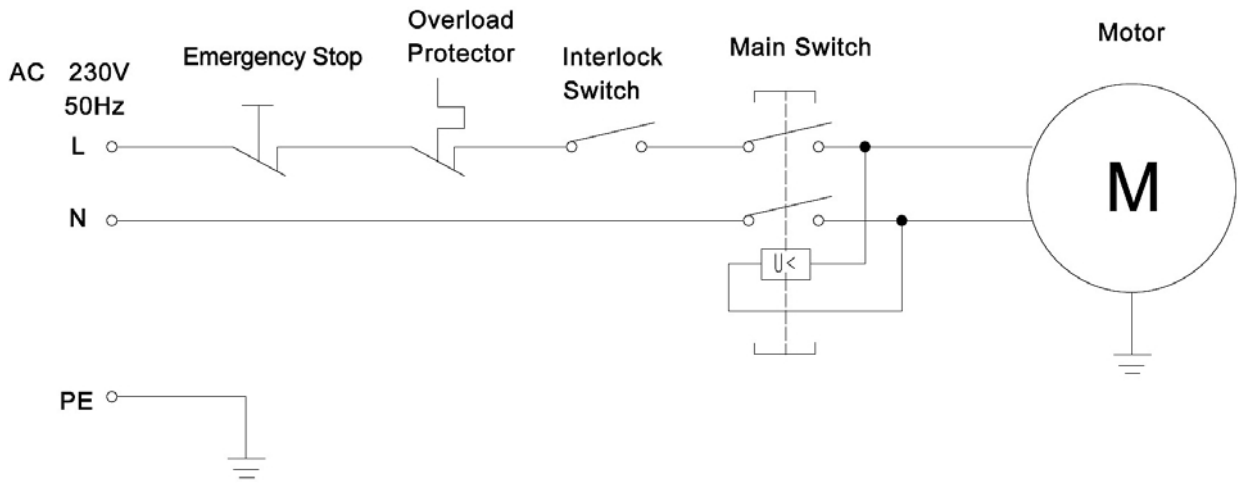 Overload
Protector
Emergency Stop
Interlock
Switch
Main Switch
Motor
AC 230V
50Hz
L
N
M
U<
PE